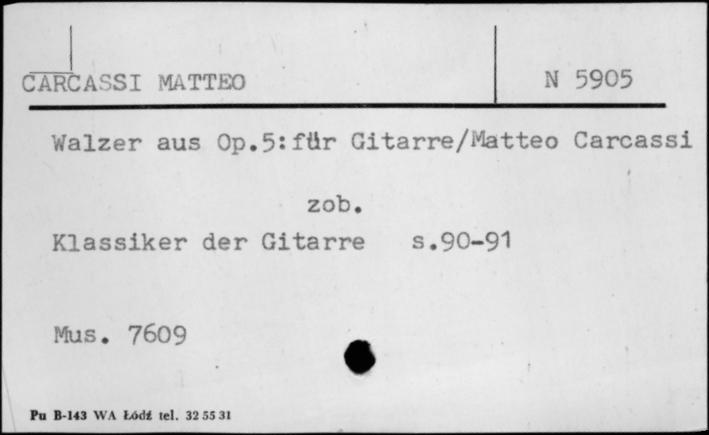 CARCASSI MATTEO N 5905
Walzer aus Op.5:für Gitarre/Matteo Carcassi
zob.
Klassiker der Gitarre s.90-91
Mus. 7609
Pu B-143 WA Łódź tel. 32 55 31